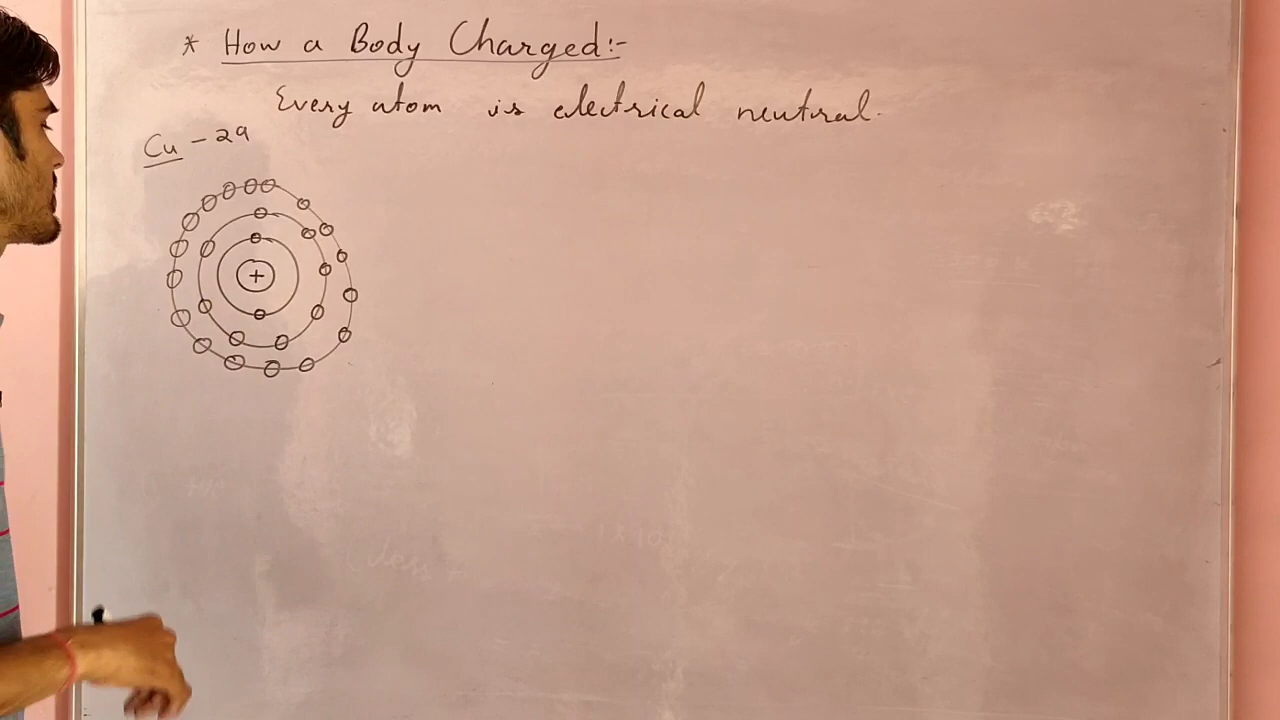 * How a Body Charged:-
Every atom is electrical neutral.
Cu - 29
+